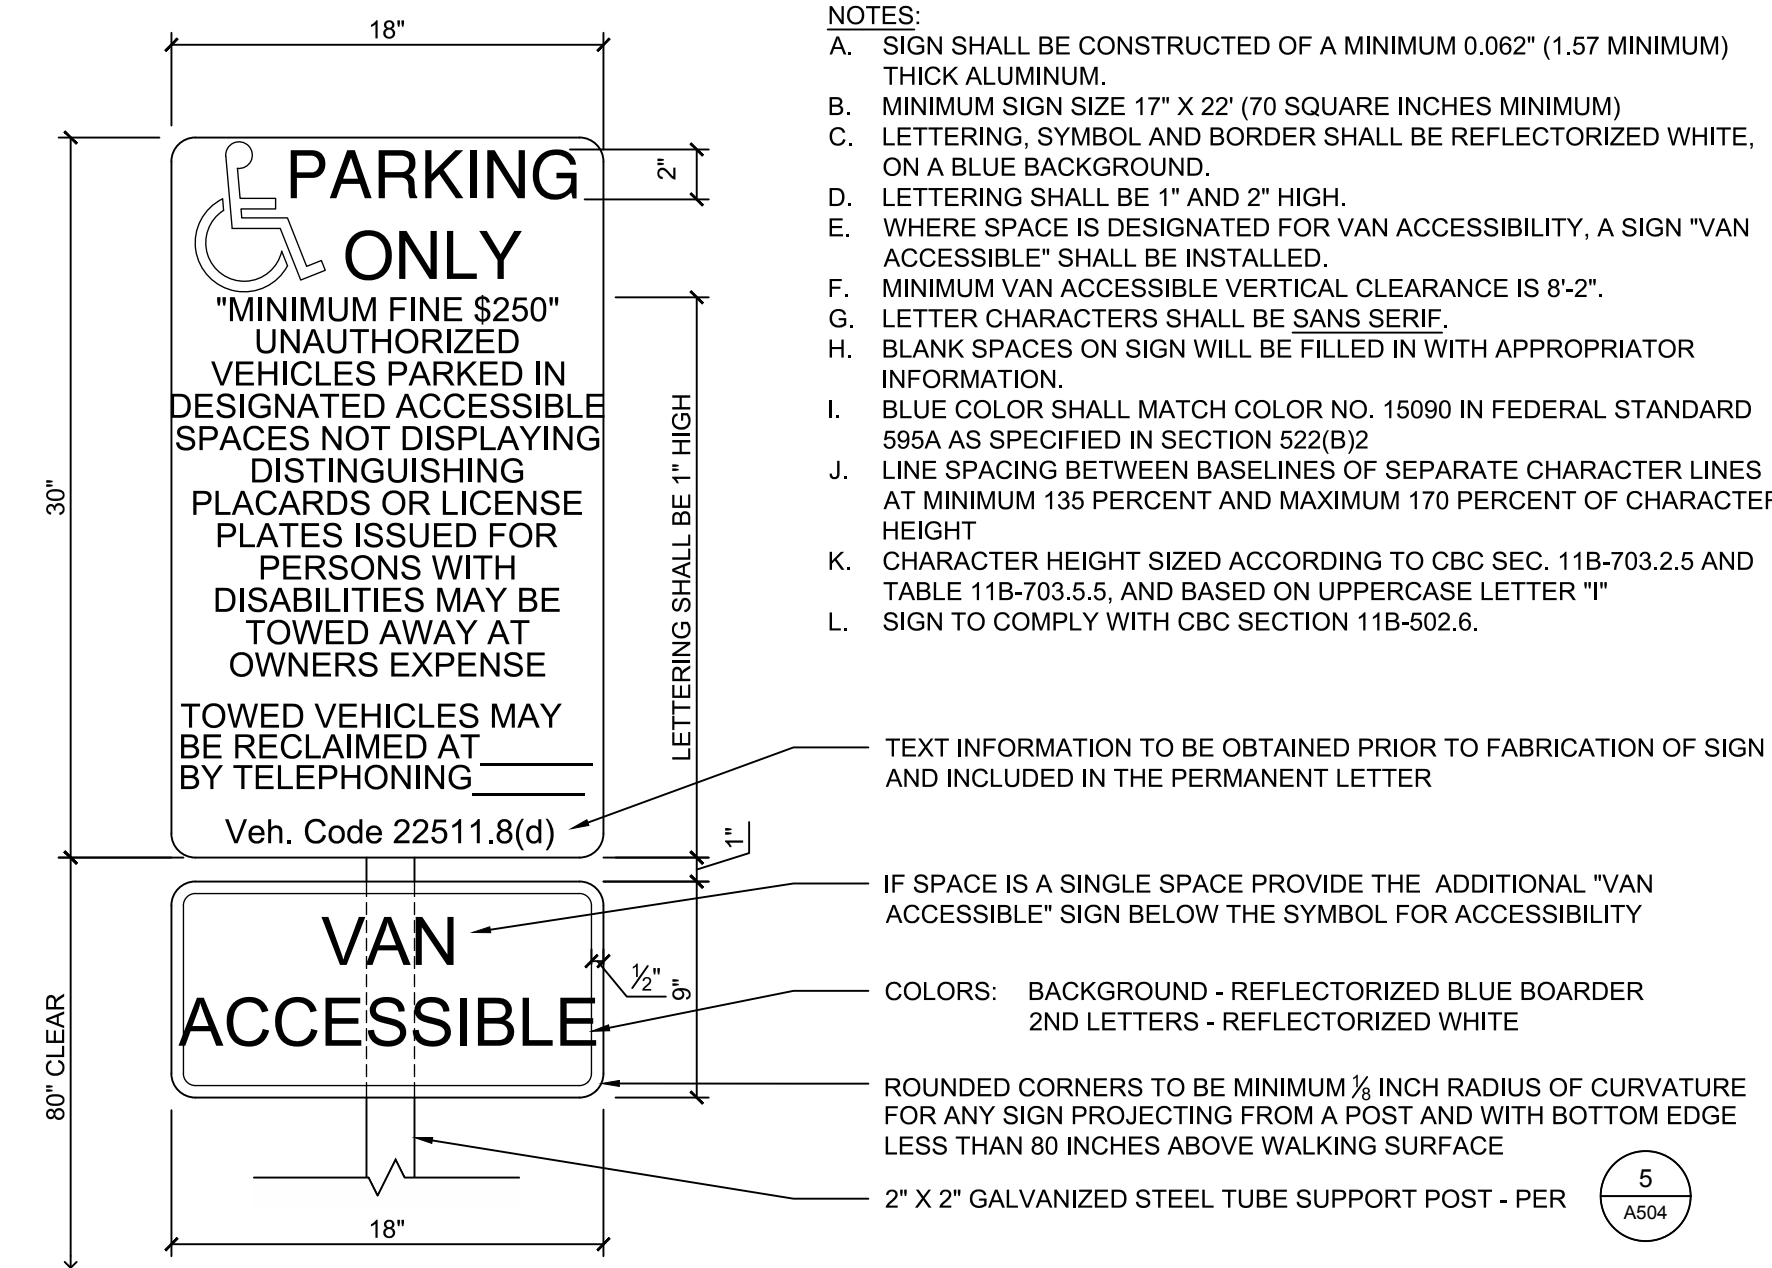 18"
PARKING
ONLY
"MINIMUM FINE $250"
UNAUTHORIZED
VEHICLES PARKED IN
DESIGNATED ACCESSIBLE
SPACES NOT DISPLAYING
DISTINGUISHING
PLACARDS OR LICENSE
PLATES ISSUED FOR
PERSONS WITH
DISABILITIES MAY BE
TOWED AWAY AT
OWNERS EXPENSE
TOWED VEHICLES MAY
BE RECLAIMED AT
BY TELEPHONING
Veh. Code 22511.8(d)
VAN
ACCESSIBLE
18"
30"
80" CLEAR
2"
LETTERING SHALL BE 1" HIGH
1"
½"
9"
NOTES:
A. SIGN SHALL BE CONSTRUCTED OF A MINIMUM 0.062" (1.57 MINIMUM)
THICK ALUMINUM.
B. MINIMUM SIGN SIZE 17" X 22' (70 SQUARE INCHES MINIMUM)
C. LETTERING, SYMBOL AND BORDER SHALL BE REFLECTORIZED WHITE,
ON A BLUE BACKGROUND.
D. LETTERING SHALL BE 1" AND 2" HIGH.
E. WHERE SPACE IS DESIGNATED FOR VAN ACCESSIBILITY, A SIGN "VAN
ACCESSIBLE" SHALL BE INSTALLED.
F. MINIMUM VAN ACCESSIBLE VERTICAL CLEARANCE IS 8'-2".
G. LETTER CHARACTERS SHALL BE SANS SERIF.
H. BLANK SPACES ON SIGN WILL BE FILLED IN WITH APPROPRIATOR
INFORMATION.
I. BLUE COLOR SHALL MATCH COLOR NO. 15090 IN FEDERAL STANDARD
595A AS SPECIFIED IN SECTION 522(B)2
J. LINE SPACING BETWEEN BASELINES OF SEPARATE CHARACTER LINES
AT MINIMUM 135 PERCENT AND MAXIMUM 170 PERCENT OF CHARACTER
HEIGHT
K. CHARACTER HEIGHT SIZED ACCORDING TO CBC SEC. 11B-703.2.5 AND
TABLE 11B-703.5.5, AND BASED ON UPPERCASE LETTER "I"
L. SIGN TO COMPLY WITH CBC SECTION 11B-502.6.
TEXT INFORMATION TO BE OBTAINED PRIOR TO FABRICATION OF SIGN
AND INCLUDED IN THE PERMANENT LETTER
IF SPACE IS A SINGLE SPACE PROVIDE THE ADDITIONAL "VAN
ACCESSIBLE" SIGN BELOW THE SYMBOL FOR ACCESSIBILITY
COLORS: BACKGROUND - REFLECTORIZED BLUE BOARDER
2ND LETTERS - REFLECTORIZED WHITE
ROUNDED CORNERS TO BE MINIMUM ⅛ INCH RADIUS OF CURVATURE
FOR ANY SIGN PROJECTING FROM A POST AND WITH BOTTOM EDGE
LESS THAN 80 INCHES ABOVE WALKING SURFACE
2" X 2" GALVANIZED STEEL TUBE SUPPORT POST - PER
5
A504